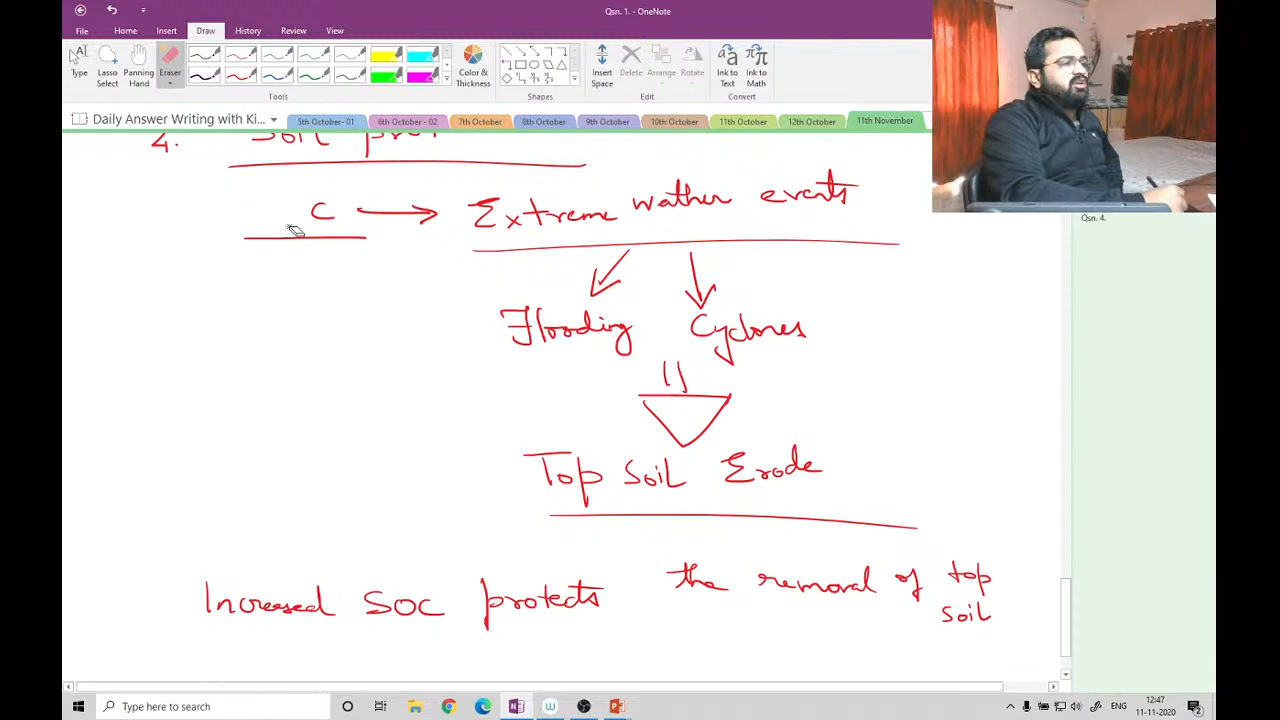 Qsn. 1. - OneNote
File Home Insert Draw History Review View
Type Lasso Select Panning Hand Eraser Color & Thickness Insert Space Delete Arrange Rotate Ink to Text Ink to Math
Tools Shapes Edit Convert
Daily Answer Writing with Ki... 5th October- 01 6th October - 02 7th October 8th October 9th October 10th October 11th October 12th October 11th November
Qsn. 4.
4. Soil
C → Extreme wether events
Flooding Cyclones
Top Soil Erode
Increased SOC protects the removal of top
soil
Type here to search
ENG 12:47
11-11-2020 2